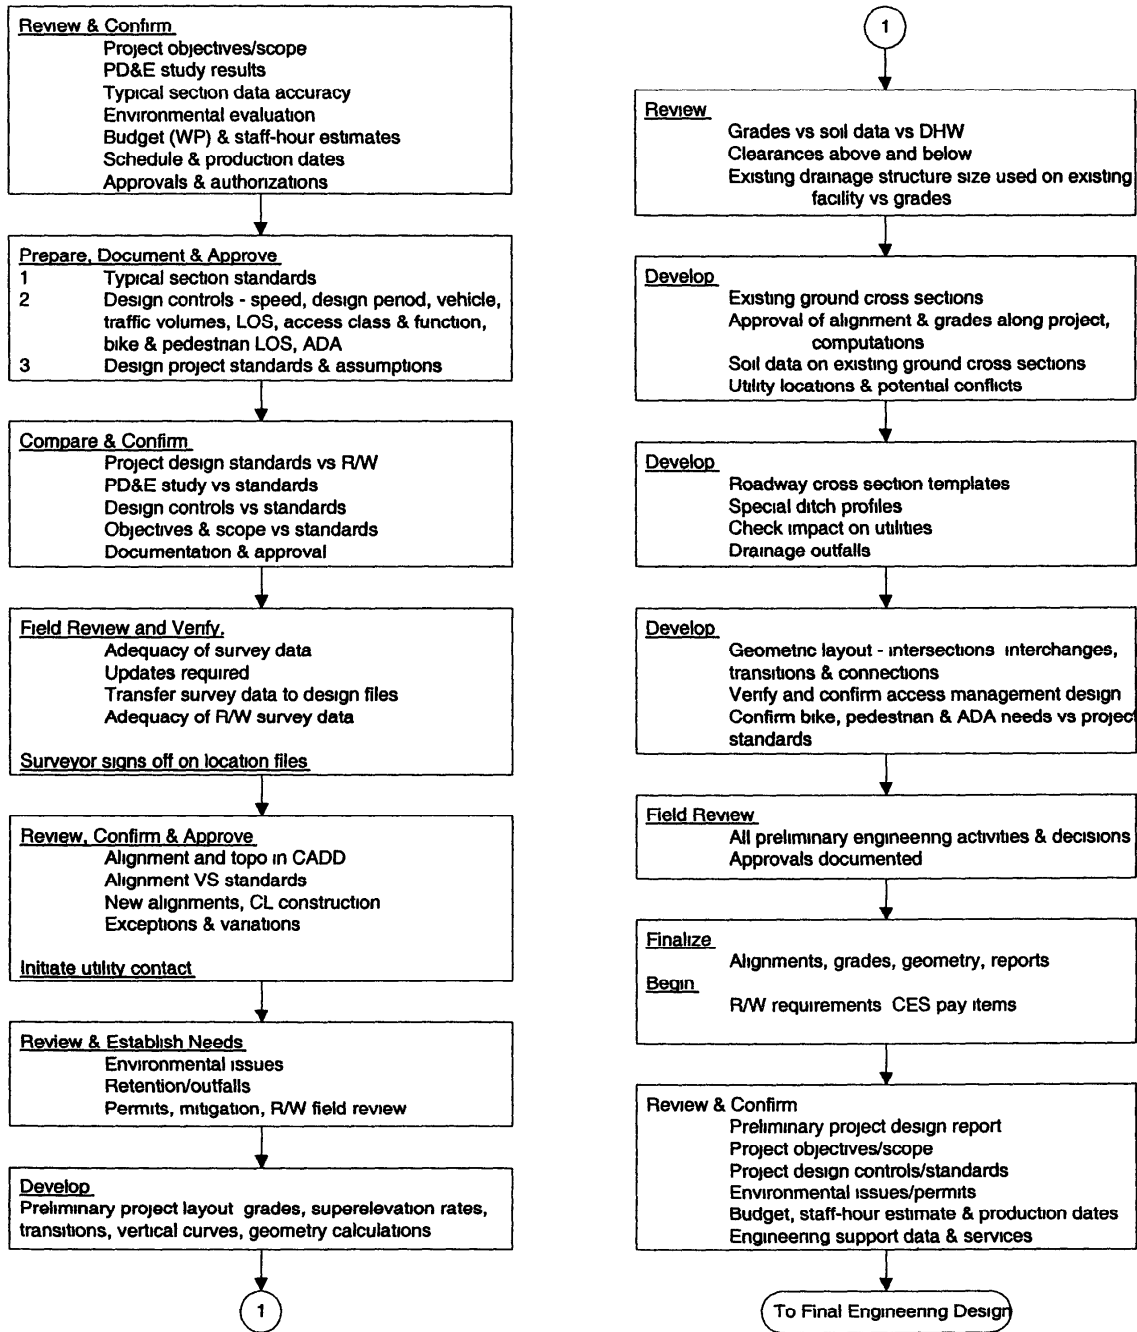 Review & Confirm
Project objectives/scope
PD&E study results
Typical section data accuracy
Environmental evaluation
Budget (WP) & staff-hour estimates
Schedule & production dates
Approvals & authorizations
Prepare, Document & Approve
1 Typical section standards
2 Design controls - speed, design period, vehicle,
traffic volumes, LOS, access class & function,
bike & pedestrian LOS, ADA
3 Design project standards & assumptions
Compare & Confirm
Project design standards vs R/W
PD&E study vs standards
Design controls vs standards
Objectives & scope vs standards
Documentation & approval
Field Review and Verify.
Adequacy of survey data
Updates required
Transfer survey data to design files
Adequacy of R/W survey data
Surveyor signs off on location files
Review, Confirm & Approve
Alignment and topo in CADD
Alignment VS standards
New alignments, CL construction
Exceptions & variations
Initiate utility contact
Review & Establish Needs
Environmental issues
Retention/outfalls
Permits, mitigation, R/W field review
Develop
Preliminary project layout grades, superelevation rates,
transitions, vertical curves, geometry calculations
1
1
Review
Grades vs soil data vs DHW
Clearances above and below
Existing drainage structure size used on existing
facility vs grades
Develop
Existing ground cross sections
Approval of alignment & grades along project,
computations
Soil data on existing ground cross sections
Utility locations & potential conflicts
Develop
Roadway cross section templates
Special ditch profiles
Check impact on utilities
Drainage outfalls
Develop
Geometric layout - intersections interchanges,
transitions & connections
Verify and confirm access management design
Confirm bike, pedestrian & ADA needs vs project
standards
Field Review
All preliminary engineering activities & decisions
Approvals documented
Finalize
Alignments, grades, geometry, reports
Begin
R/W requirements CES pay items
Review & Confirm
Preliminary project design report
Project objectives/scope
Project design controls/standards
Environmental issues/permits
Budget, staff-hour estimate & production dates
Engineering support data & services
To Final Engineering Design